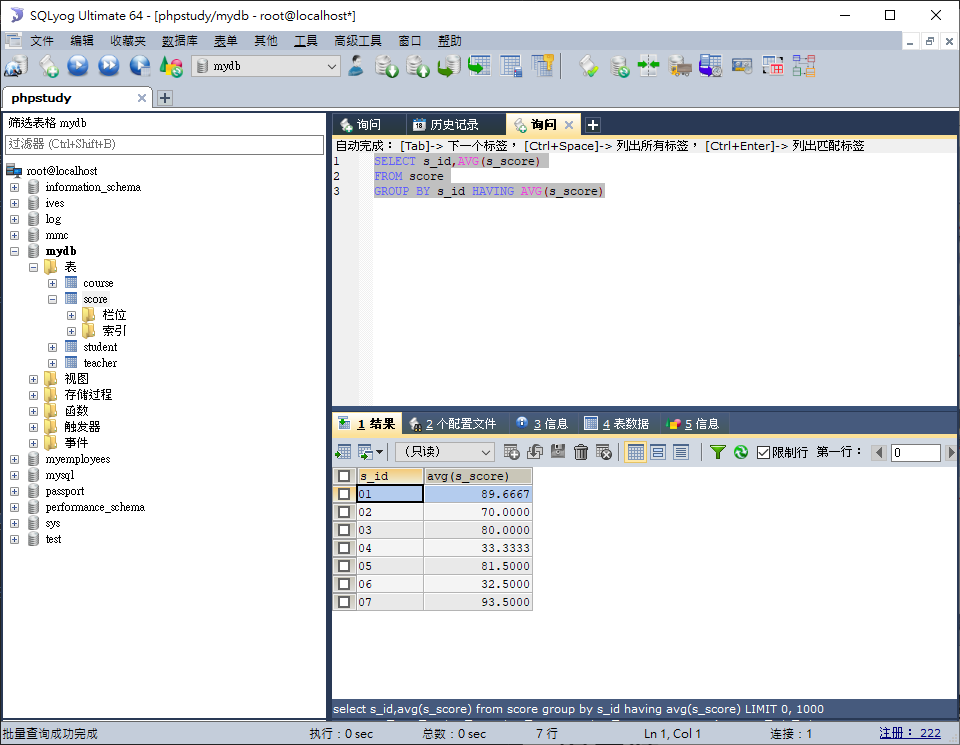 SQLyog Ultimate 64 - [phpstudy/mydb - root@localhost*]
文件 编辑 收藏夹 数据库 表单 其他 工具 高级工具 窗口 帮助
mydb
phpstudy
筛选表格 mydb
过滤器 (Ctrl+Shift+B)
root@localhost
information_schema
ives
log
mmc
mydb
表
course
score
栏位
索引
student
teacher
视图
存储过程
函数
触发器
事件
myemployees
mysql
passport
performance_schema
sys
test
询问 历史记录 询问
自动完成： [Tab]-> 下一个标签， [Ctrl+Space]-> 列出所有标签， [Ctrl+Enter]-> 列出匹配标签
1 SELECT s_id,AVG(s_score)
2 FROM score
3 GROUP BY s_id HAVING AVG(s_score)
1 结果 2 个配置文件 3 信息 4 表数据 5 信息
（只读） 限制行 第一行： 0
s_id avg(s_score)
01 89.6667
02 70.0000
03 80.0000
04 33.3333
05 81.5000
06 32.5000
07 93.5000
select s_id,avg(s_score) from score group by s_id having avg(s_score) LIMIT 0, 1000
批量查询成功完成 执行：0 sec 总数：0 sec 7 行 Ln 1, Col 1 连接：1 注册： 222